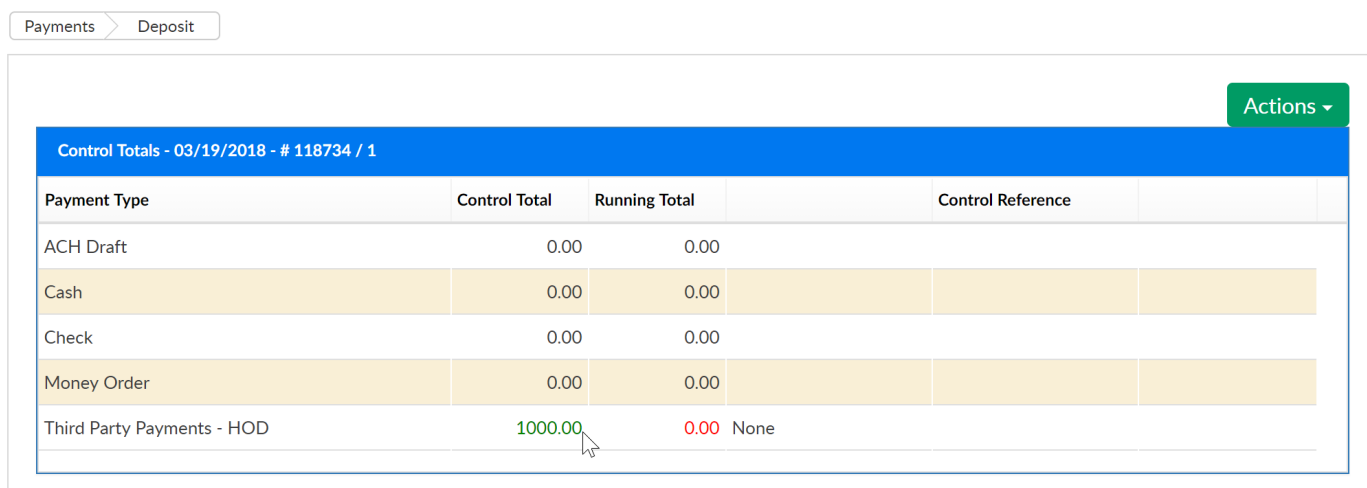 Payments Deposit
Actions
Control Totals - 03/19/2018 - # 118734 / 1
Payment Type Control Total Running Total Control Reference
ACH Draft 0.00 0.00
Cash 0.00 0.00
Check 0.00 0.00
Money Order 0.00 0.00
Third Party Payments - HOD 1000.00 0.00 None